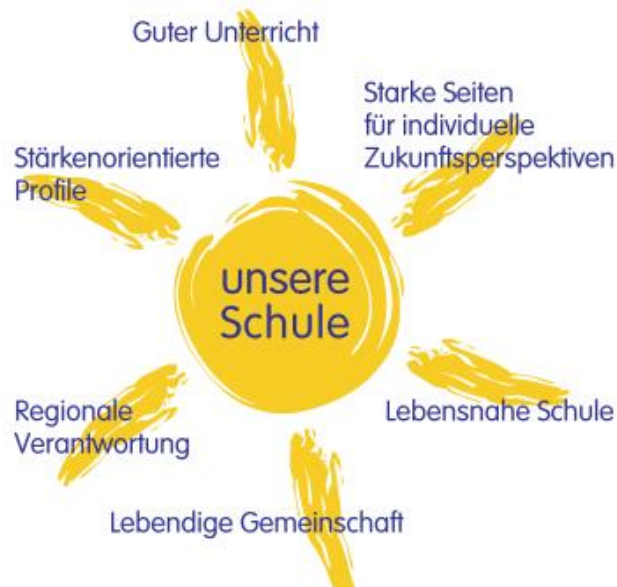 Guter Unterricht
Starke Seiten
für individuelle
Zukunftsperspektiven
Stärkenorientierte
Profile
unsere
Schule
Regionale
Verantwortung
Lebensnahe Schule
Lebendige Gemeinschaft